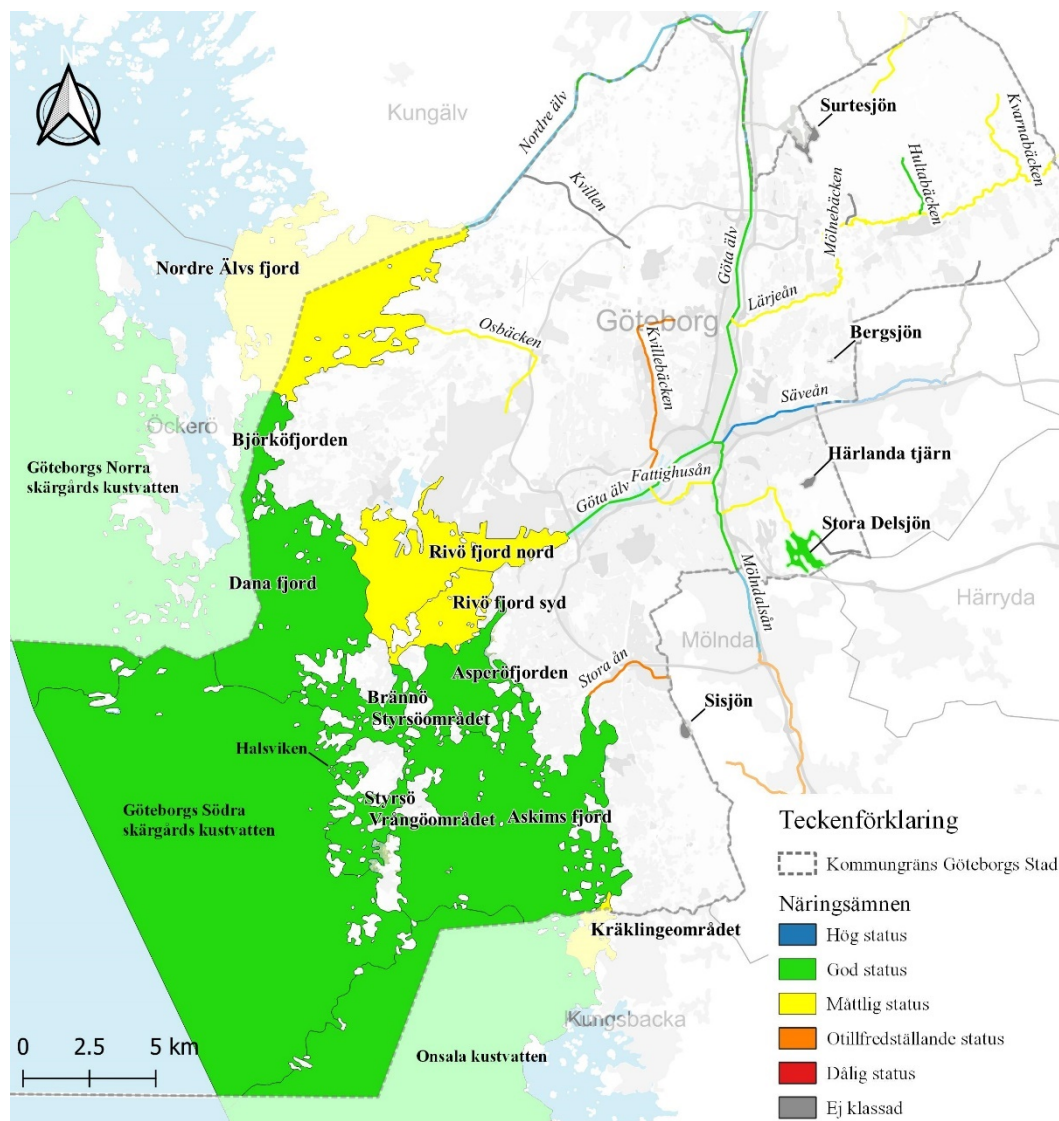 N
Kungälv
Nordre älv
Kvillen
Surtesjön
Kvarnabäcken
Hultabäcken
Mölnebäcken
Göta älv
Nordre Älvs fjord
Lärjeån
Göteborg
Osbäcken
Kvillebäcken
Bergsjön
Säveån
Öckerö
Björköfjorden
Göteborgs Norra
skärgårds kustvatten
Härlanda tjärn
Fattighusån
Göta älv
Stora Delsjön
Rivö fjord nord
Dana fjord
Rivö fjord syd
Mölndalsån
Härryda
Mölnda
Asperöfjorden
Stora ån
Brännö
Styrsöområdet
Sisjön
Halsviken
Göteborgs Södra
skärgårds kustvatten
Styrsö
Vrångöområdet
Askims fjord
Kräklingeområdet
Kungsbacka
Onsala kustvatten
0 2.5 5 km
Teckenförklaring
Kommungräns Göteborgs Stad
Näringsämnen
Hög status
God status
Måttlig status
Otillfredställande status
Dålig status
Ej klassad